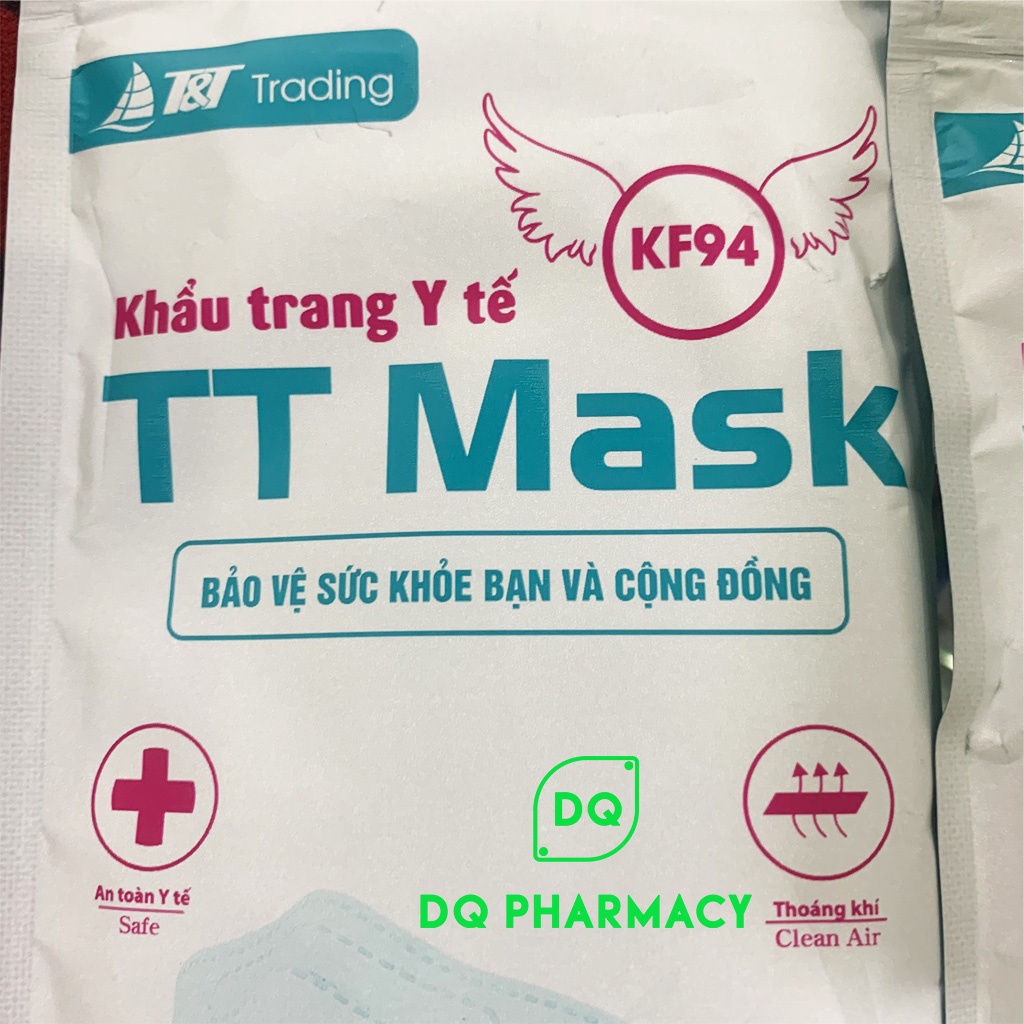 T&T Trading
KF94
Khẩu trang Y tế
TT Mask
BẢO VỆ SỨC KHỎE BẠN VÀ CỘNG ĐỒNG
DQ
DQ PHARMACY
An toàn Y tế
Safe
Thoáng khí
Clean Air